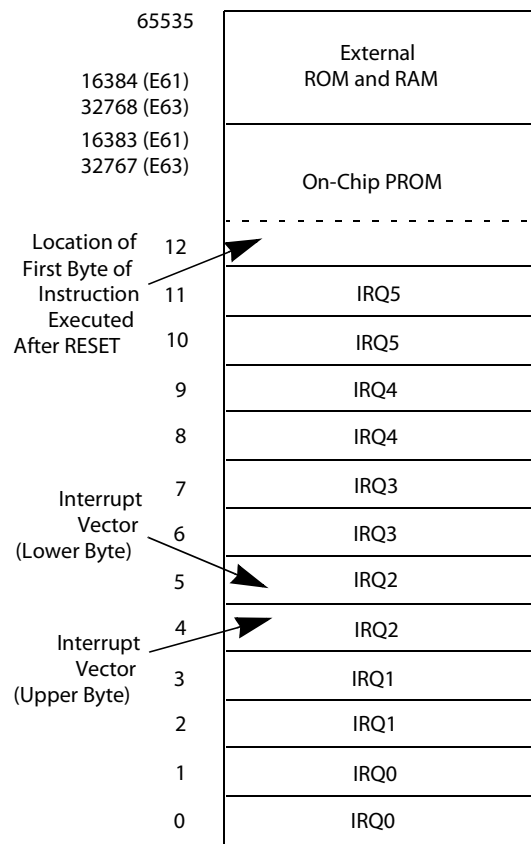 65535
External
ROM and RAM
16384 (E61)
32768 (E63)
16383 (E61)
32767 (E63)
On-Chip PROM
Location of
First Byte of
Instruction
Executed
After RESET
12
11
IRQ5
10
IRQ5
9
IRQ4
8
IRQ4
7
IRQ3
Interrupt
Vector
(Lower Byte)
6
IRQ3
5
IRQ2
4
IRQ2
Interrupt
Vector
(Upper Byte)
3
IRQ1
2
IRQ1
1
IRQ0
0
IRQ0